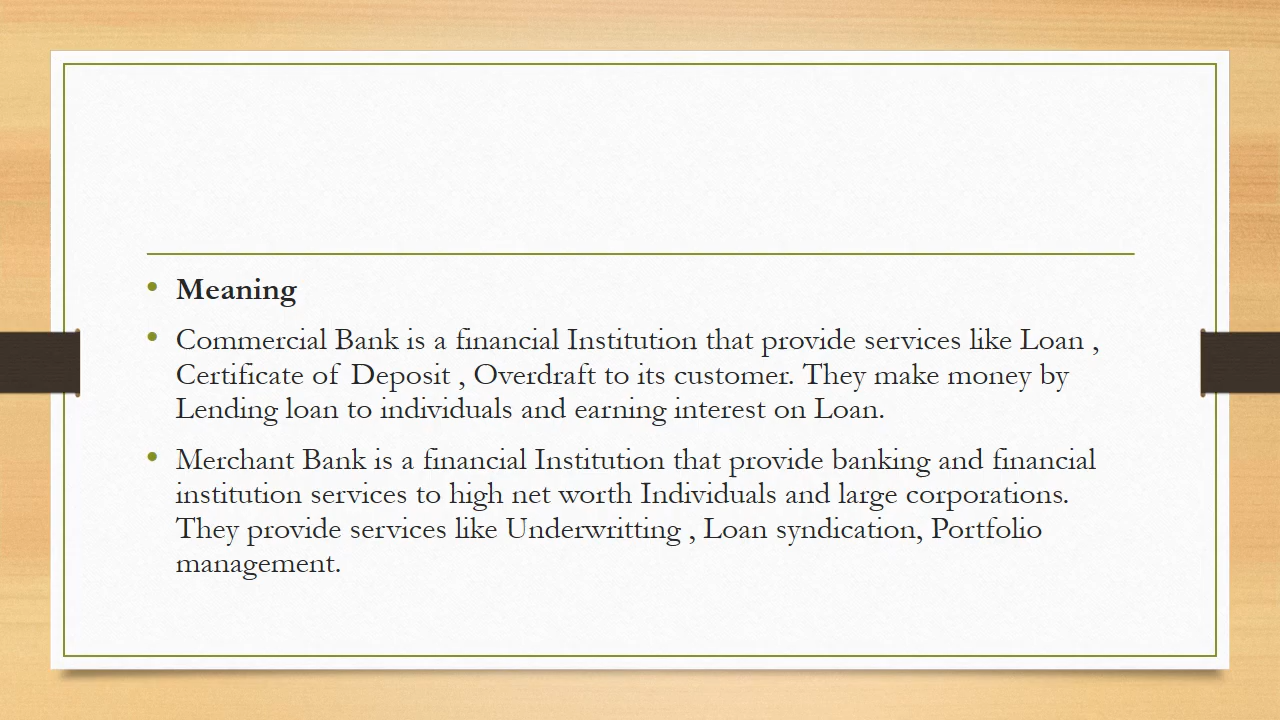 • Meaning
• Commercial Bank is a financial Institution that provide services like Loan ,
Certificate of Deposit , Overdraft to its customer. They make money by
Lending loan to individuals and earning interest on Loan.
• Merchant Bank is a financial Institution that provide banking and financial
institution services to high net worth Individuals and large corporations.
They provide services like Underwritting , Loan syndication, Portfolio
management.